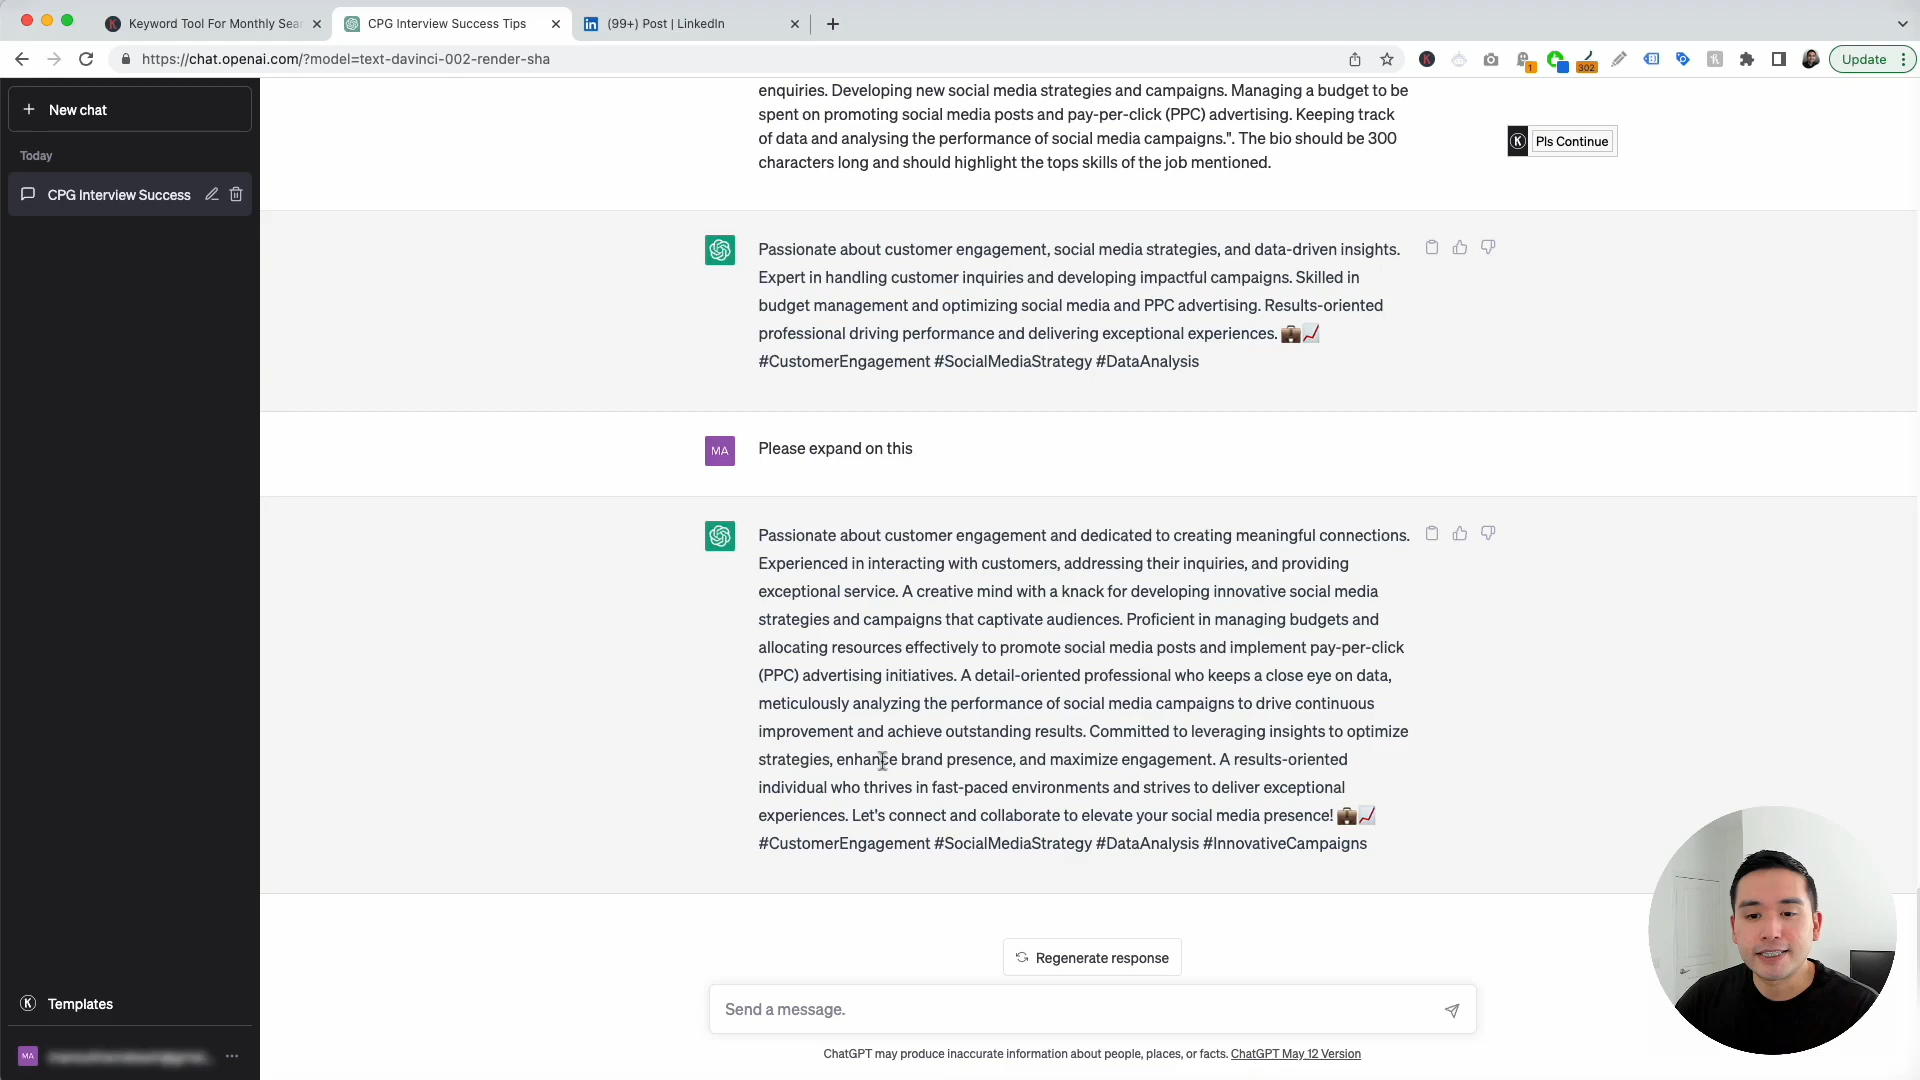 Keyword Tool For Monthly Sear
CPG Interview Success Tips
(99+) Post | LinkedIn
https://chat.openai.com/?model=text-davinci-002-render-sha
1
302
Update
New chat
Today
CPG Interview Success
enquiries. Developing new social media strategies and campaigns. Managing a budget to be
spent on promoting social media posts and pay-per-click (PPC) advertising. Keeping track
of data and analysing the performance of social media campaigns.". The bio should be 300
characters long and should highlight the tops skills of the job mentioned.
K Pls Continue
Passionate about customer engagement, social media strategies, and data-driven insights.
Expert in handling customer inquiries and developing impactful campaigns. Skilled in
budget management and optimizing social media and PPC advertising. Results-oriented
professional driving performance and delivering exceptional experiences. 💼📈
#CustomerEngagement #SocialMediaStrategy #DataAnalysis
MA
Please expand on this
Passionate about customer engagement and dedicated to creating meaningful connections.
Experienced in interacting with customers, addressing their inquiries, and providing
exceptional service. A creative mind with a knack for developing innovative social media
strategies and campaigns that captivate audiences. Proficient in managing budgets and
allocating resources effectively to promote social media posts and implement pay-per-click
(PPC) advertising initiatives. A detail-oriented professional who keeps a close eye on data,
meticulously analyzing the performance of social media campaigns to drive continuous
improvement and achieve outstanding results. Committed to leveraging insights to optimize
strategies, enhance brand presence, and maximize engagement. A results-oriented
individual who thrives in fast-paced environments and strives to deliver exceptional
experiences. Let's connect and collaborate to elevate your social media presence! 💼📈
#CustomerEngagement #SocialMediaStrategy #DataAnalysis #InnovativeCampaigns
Regenerate response
Send a message.
ChatGPT may produce inaccurate information about people, places, or facts. ChatGPT May 12 Version
K Templates
MA